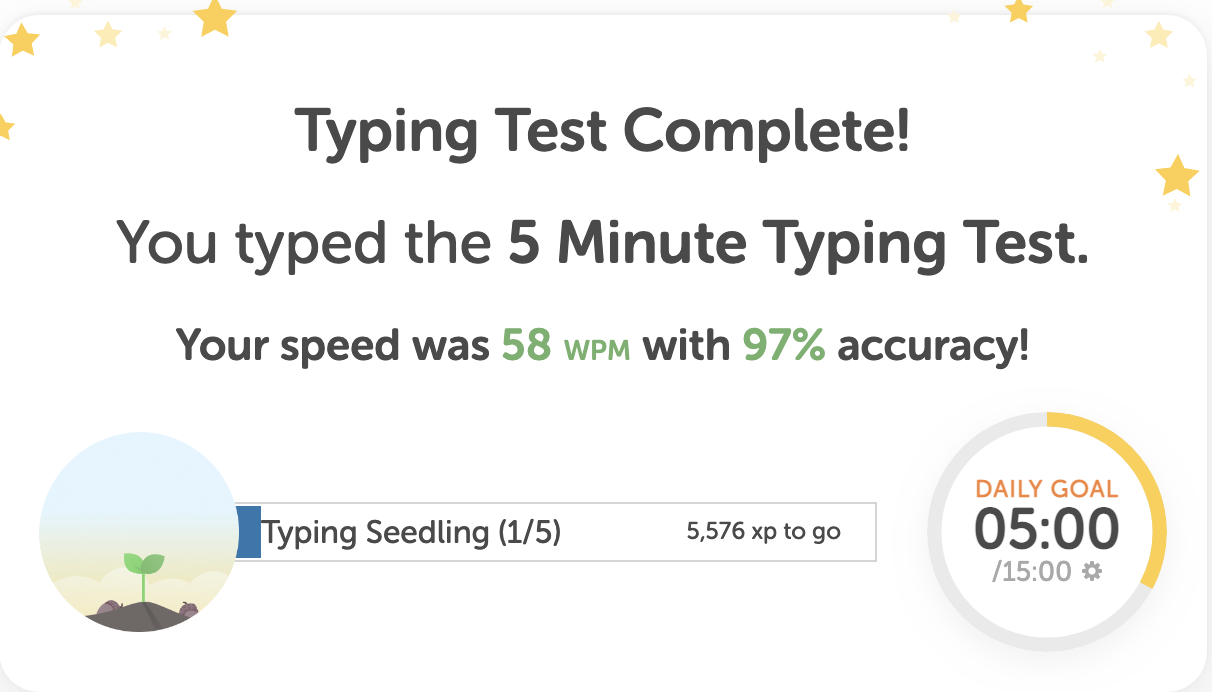 Typing Test Complete!
You typed the 5 Minute Typing Test.
Your speed was 58 WPM with 97% accuracy!
Typing Seedling (1/5) 5,576 xp to go
DAILY GOAL
05:00
/15:00